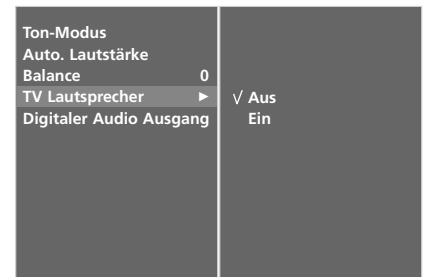 Ton-Modus
Auto. Lautstärke
Balance 0
TV Lautsprecher ►
Digitaler Audio Ausgang
√ Aus
Ein